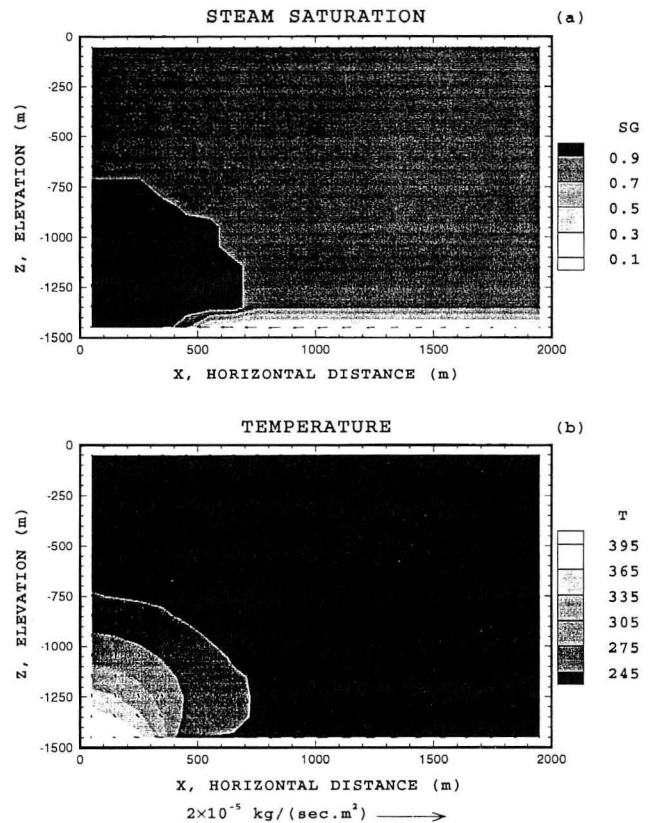 STEAM SATURATION (a)
0
-250
-500
-750
-1000
-1250
-1500
Z, ELEVATION (m)
0 500 1000 1500 2000
X, HORIZONTAL DISTANCE (m)
SG
0.9
0.7
0.5
0.3
0.1
TEMPERATURE (b)
0
-250
-500
-750
-1000
-1250
-1500
Z, ELEVATION (m)
0 500 1000 1500 2000
X, HORIZONTAL DISTANCE (m)
T
395
365
335
305
275
245
2×10⁻⁵ kg/(sec.m²)